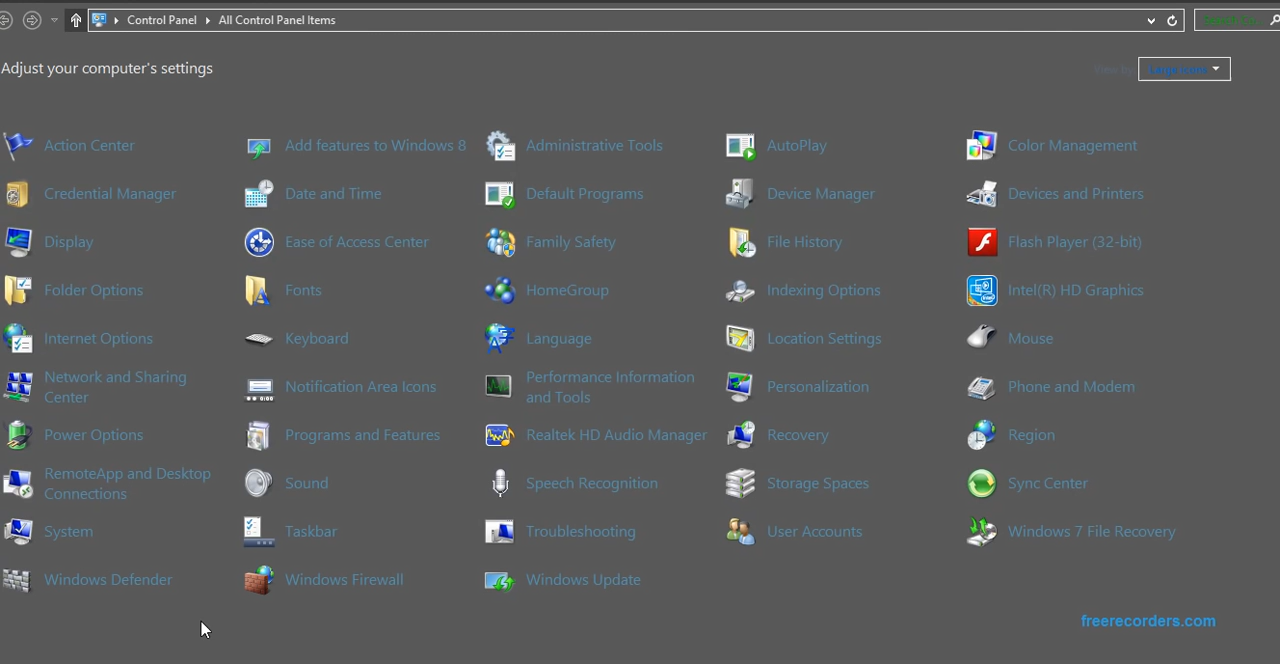 Control Panel All Control Panel Items
Adjust your computer's settings
Action Center
Add features to Windows 8
Administrative Tools
AutoPlay
Color Management
Credential Manager
Date and Time
Default Programs
Device Manager
Devices and Printers
Display
Ease of Access Center
Family Safety
File History
Flash Player (32-bit)
Folder Options
Fonts
HomeGroup
Indexing Options
Intel(R) HD Graphics
Internet Options
Keyboard
Language
Location Settings
Mouse
Network and Sharing
Center
Notification Area Icons
Performance Information
and Tools
Personalization
Phone and Modem
Power Options
Programs and Features
Realtek HD Audio Manager
Recovery
Region
RemoteApp and Desktop
Connections
Sound
Speech Recognition
Storage Spaces
Sync Center
System
Taskbar
Troubleshooting
User Accounts
Windows 7 File Recovery
Windows Defender
Windows Firewall
Windows Update
freerecorders.com